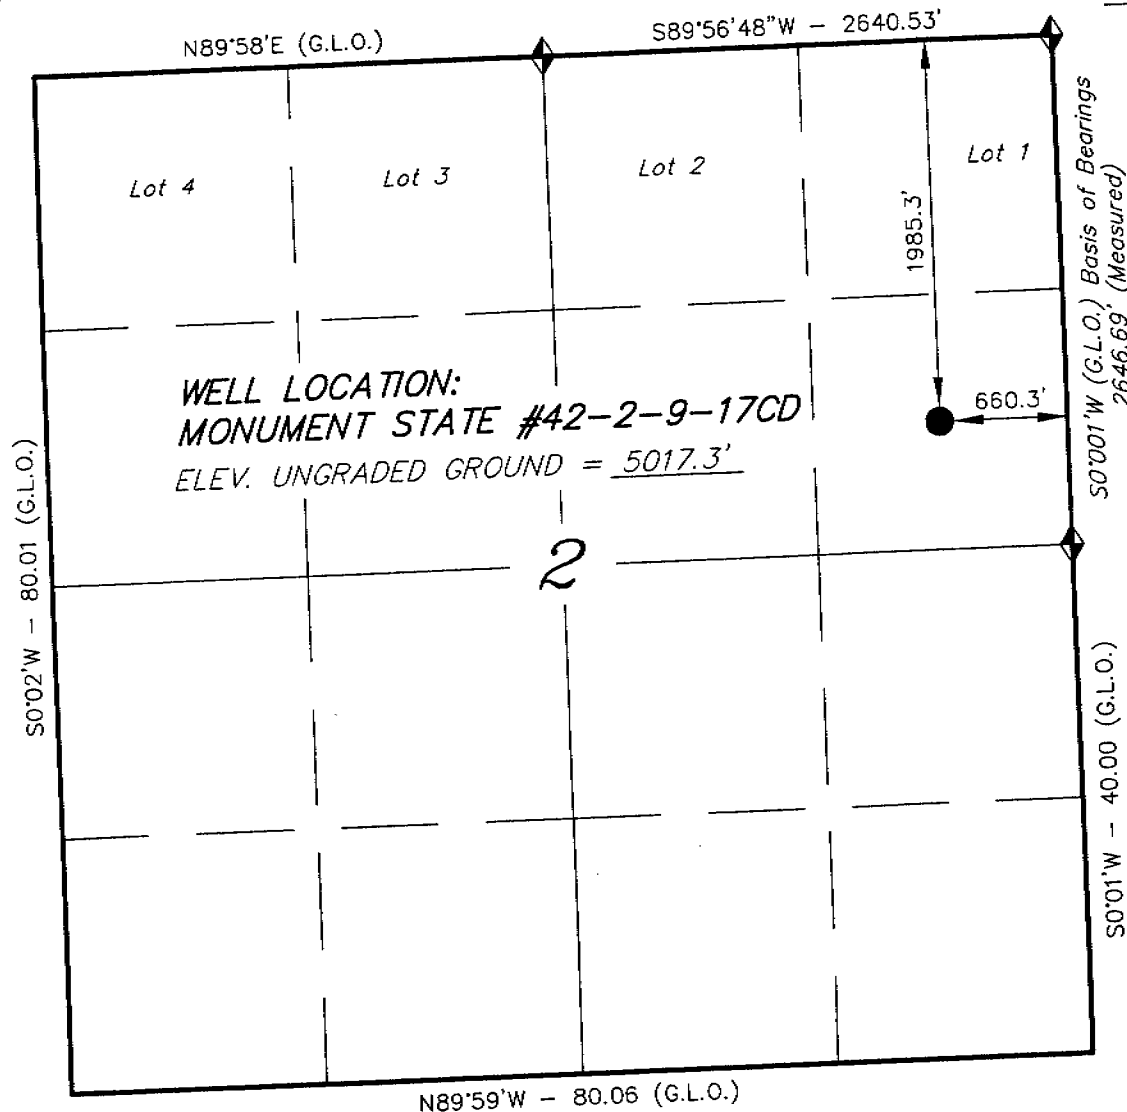 N89°58'E (G.L.O.)
S89°56'48"W – 2640.53'
Lot 4
Lot 3
Lot 2
Lot 1
1985.3'
660.3'
S0°001'W (G.L.O.) Basis of Bearings
2646.69' (Measured)
WELL LOCATION:
MONUMENT STATE #42-2-9-17CD
ELEV. UNGRADED GROUND = 5017.3'
S0°02'W – 80.01 (G.L.O.)
2
S0°01'W – 40.00 (G.L.O.)
N89°59'W – 80.06 (G.L.O.)